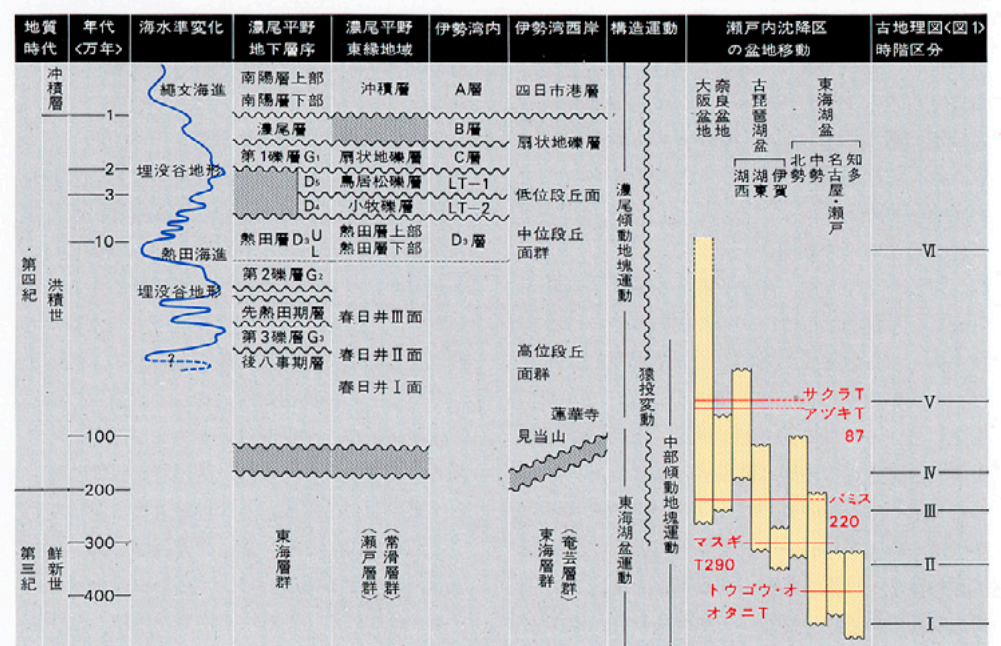 地質時代
年代<万年>
海水準変化
濃尾平野地下層序
濃尾平野東縁地域
伊勢湾内
伊勢湾西岸
構造運動
瀬戸内沈降区の盆地移動
古地理図<図1>時階区分
沖積層
第四紀
洪積世
第三紀
鮮新世
1
2
3
10
100
200
300
400
縄文海進
埋没谷地形
熱田海進
埋没谷地形
?
南陽層上部
南陽層下部
濃尾層
第1礫層G1
D5
D4
熱田層D3U
L
第2礫層G2
先熱田期層
第3礫層G3
後八事期層
東海層群
沖積層
扇状地礫層
鳥居松礫層
小牧礫層
熱田層上部
熱田層下部
春日井Ⅲ面
春日井Ⅱ面
春日井Ⅰ面
(瀬戸層群)
(常滑層群)
A層
B層
C層
LT-1
LT-2
D3層
四日市港層
扇状地礫層
低位段丘面
中位段丘
面群
高位段丘
面群
蓮華寺
見当山
東海層群
(奄芸層群)
濃尾傾動地塊運動
猿投変動
中部傾動地塊運動
東海湖盆運動
大阪盆地
奈良盆地
古琵琶湖盆
湖西
湖東
伊賀
東海湖盆
北勢
中勢
名古屋・瀬戸
知多
サクラT
アヅキT
87
パミス
220
マスギ
T290
トウゴウ・オ
オタニT
Ⅵ
Ⅴ
Ⅳ
Ⅲ
Ⅱ
Ⅰ